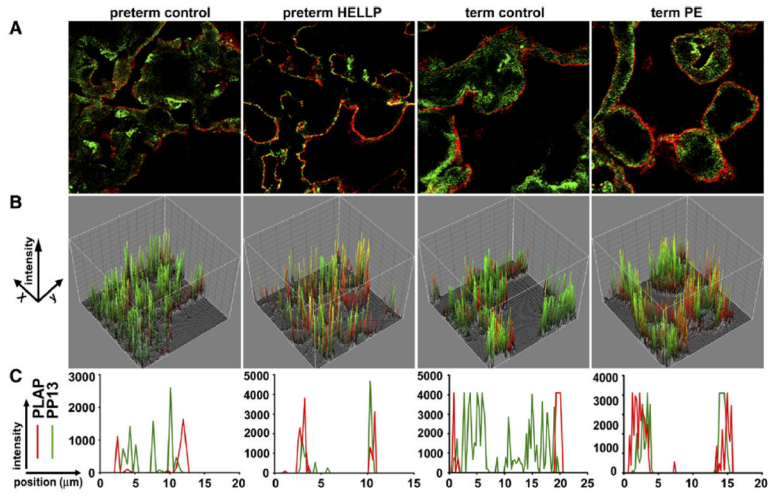 preterm control preterm HELLP term control term PE
A
B
intensity
x y
C
PLAP
PP13
intensity
position (μm)
3000
2000
1000
0
0 5 10 15 20
5000
4000
3000
2000
1000
0
0 5 10 15
5000
4000
3000
2000
1000
0
0 5 10 15 20 25
4000
3000
2000
1000
0
0 5 10 15 20